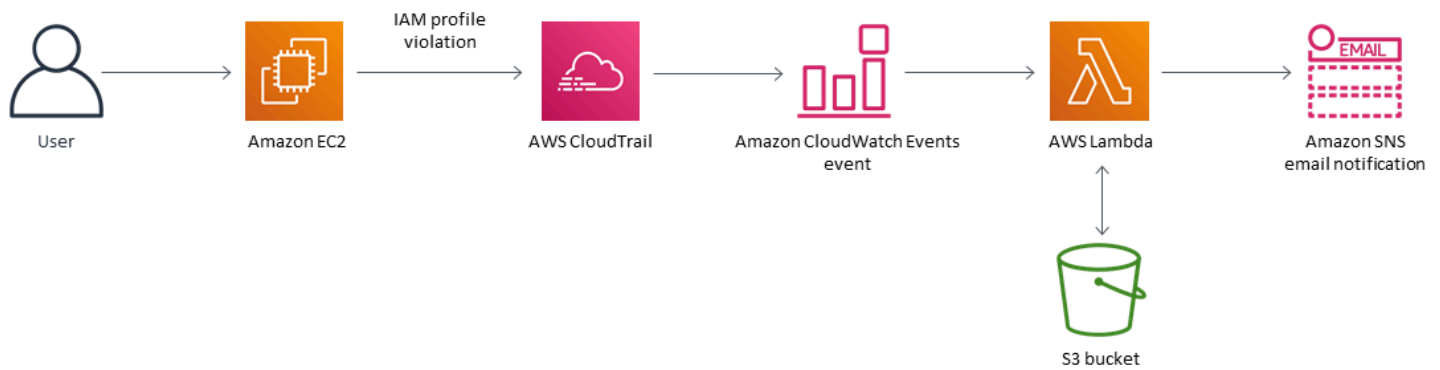 IAM profile
violation
EMAIL
User
Amazon EC2
AWS CloudTrail
Amazon CloudWatch Events
event
AWS Lambda
Amazon SNS
email notification
S3 bucket